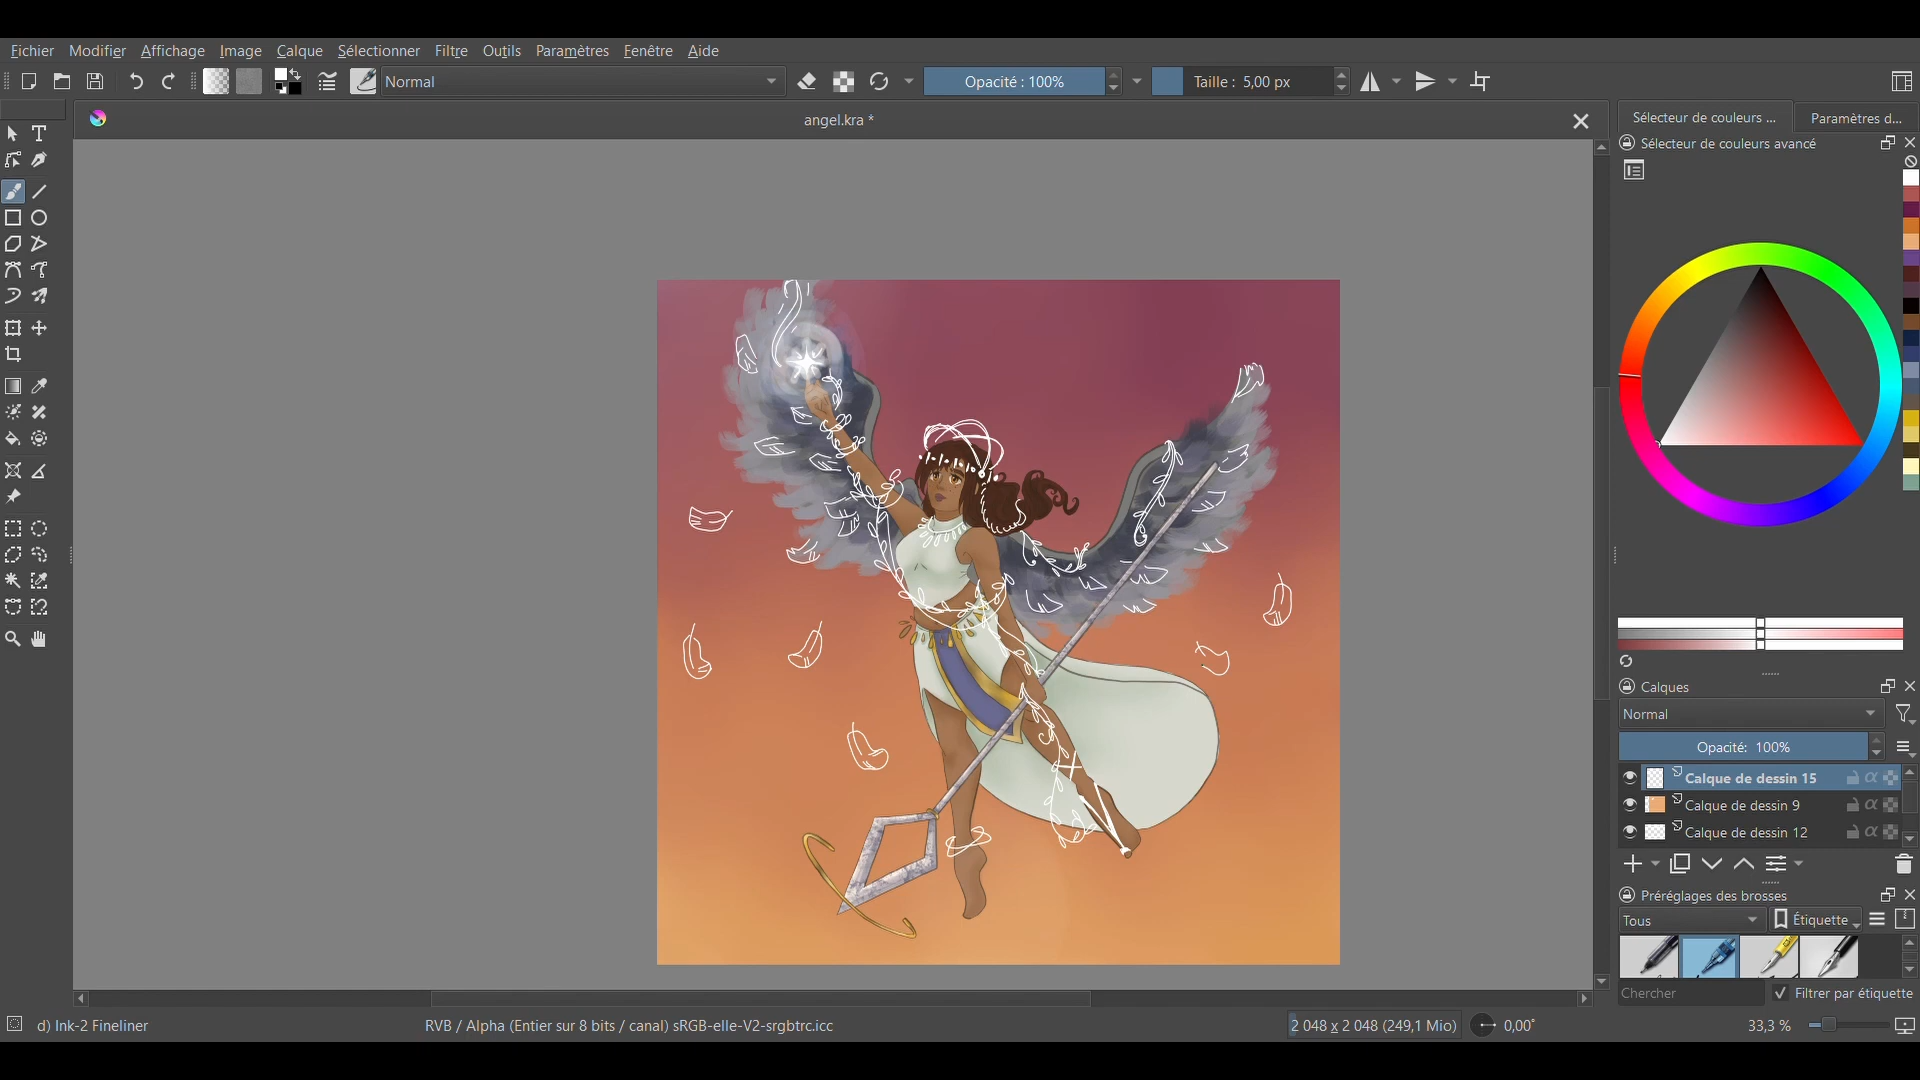 Fichier Modifier Affichage Image Calque Sélectionner Filtre Outils Paramètres Fenêtre Aide
Normal Opacité : 100% Taille : 5,00 px
angel.kra *
Sélecteur de couleurs ... Paramètres d...
Sélecteur de couleurs avancé
Calques
Normal
Opacité: 100%
Calque de dessin 15
Calque de dessin 9
Calque de dessin 12
Préréglages des brosses
Tous Étiquette
Chercher Filtrer par étiquette
d) Ink-2 Fineliner RVB / Alpha (Entier sur 8 bits / canal) sRGB-elle-V2-srgbtrc.icc 2 048 x 2 048 (249,1 Mio) 0,00° 33,3 %